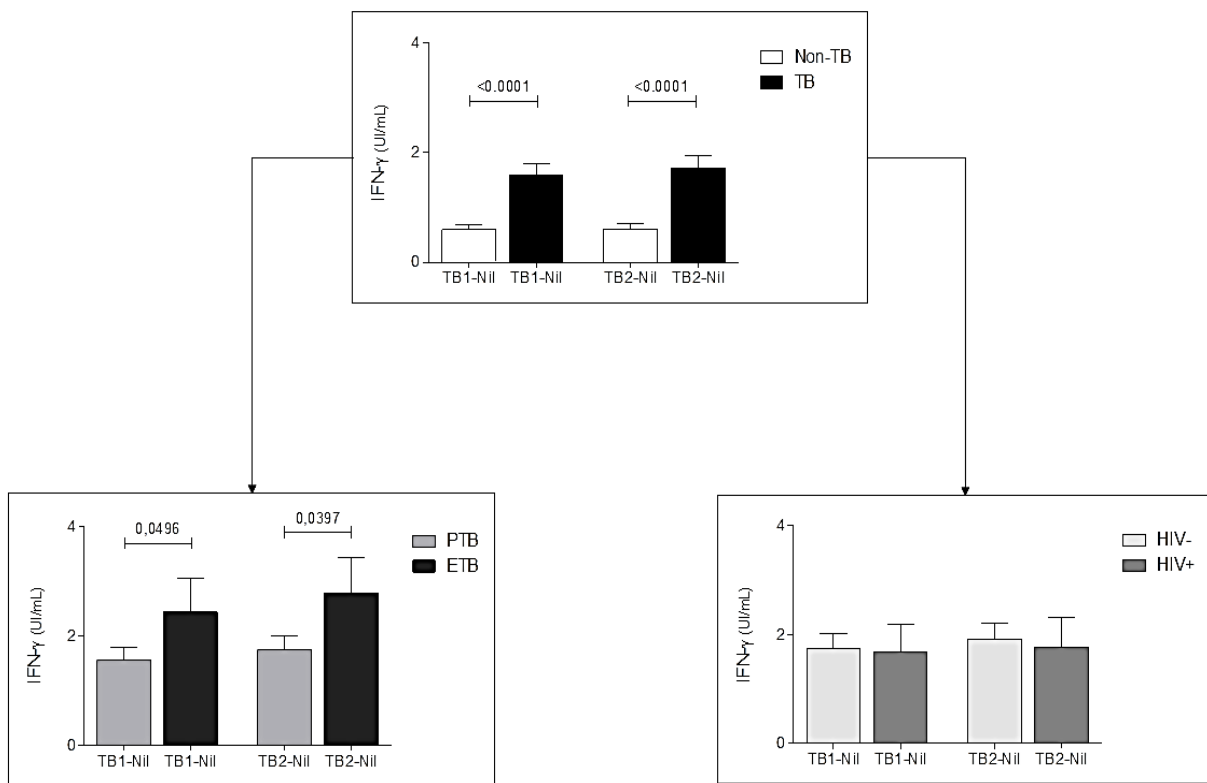 4
Non-TB
TB
<0.0001
<0.0001
2
IFN-γ (UI/mL)
0
TB1-Nil TB1-Nil TB2-Nil TB2-Nil
4
0,0496
0,0397
PTB
ETB
2
IFN-γ (UI/mL)
0
TB1-Nil TB1-Nil TB2-Nil TB2-Nil
4
HIV-
HIV+
2
IFN-γ (UI/mL)
0
TB1-Nil TB1-Nil TB2-Nil TB2-Nil